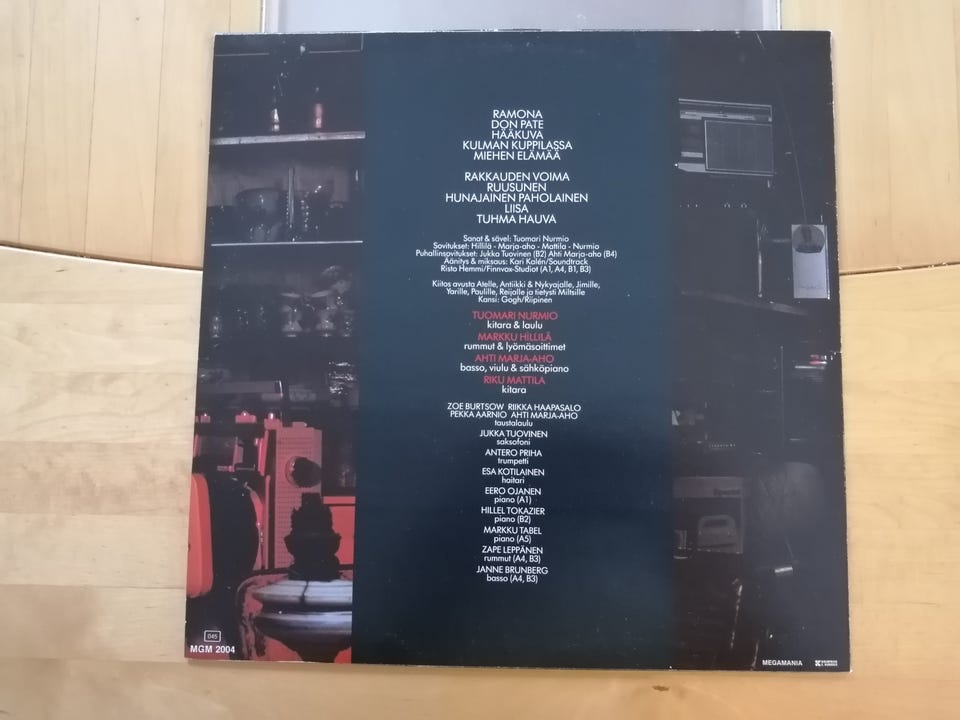 RAMONA
DON PATE
HÄÄKUVA
KULMAN KUPPILASSA
MIEHEN ELÄMÄÄ
RAKKAUDEN VOIMA
RUUSUNEN
HUNAJAINEN PAHOLAINEN
LIISA
TUHMA HAUVA
Sanat & sävel: Tuomari Nurmio
Sovitukset: Hillilä - Marja-aho - Mattila - Nurmio
Puhallinsovitukset: Jukka Tuovinen (B2) Ahti Marja-aho (B4)
Äänitys & miksaus: Kari Kalén/Soundtrack
Risto Hemmi/Finnvox-Studiot (A1, A4, B1, B3)
Kiitos avusta Atelle, Antiikki & Nykyajalle, Jimille,
Yarille, Paulille, Reijolle ja tietysti Miltsille
Kansi: Gogh/Riipinen
TUOMARI NURMIO
kitara & laulu
MARKKU HILLILÄ
rummut & lyömäsoittimet
AHTI MARJA-AHO
basso, viulu & sähköpiano
RIKU MATTILA
kitara
ZOE BURTSOW RIIKKA HAAPASALO
PEKKA AARNIO AHTI MARJA-AHO
taustalaulu
JUKKA TUOVINEN
saksofoni
ANTERO PRIHA
trumpetti
ESA KOTILAINEN
haitari
EERO OJANEN
piano (A1)
HILLEL TOKAZIER
piano (B2)
MARKKU TABEL
piano (A5)
ZAPE LEPPÄNEN
rummut (A4, B3)
JANNE BRUNBERG
basso (A4, B3)
045
MGM 2004
MEGAMANIA